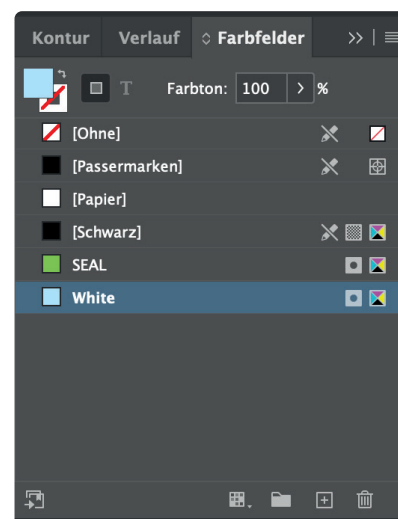 Kontur Verlauf Farbfelder
T Farbton: 100 %
[Ohne]
[Passermarken]
[Papier]
[Schwarz]
SEAL
White